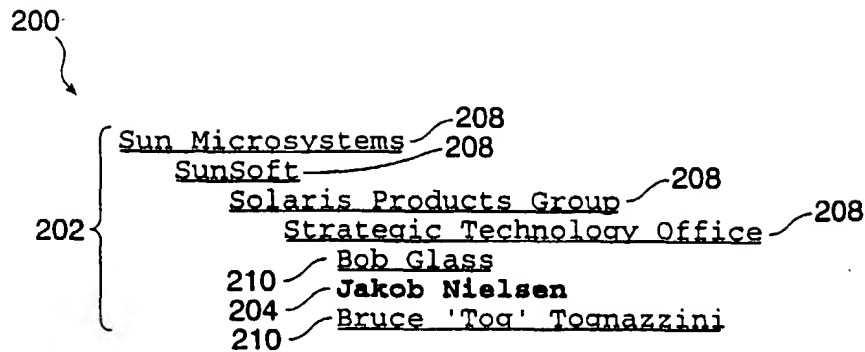 200
Sun Microsystems 208
SunSoft 208
Solaris Products Group 208
Strategic Technology Office 208
202
210 Bob Glass
204 Jakob Nielsen
210 Bruce 'Tog' Tognazzini